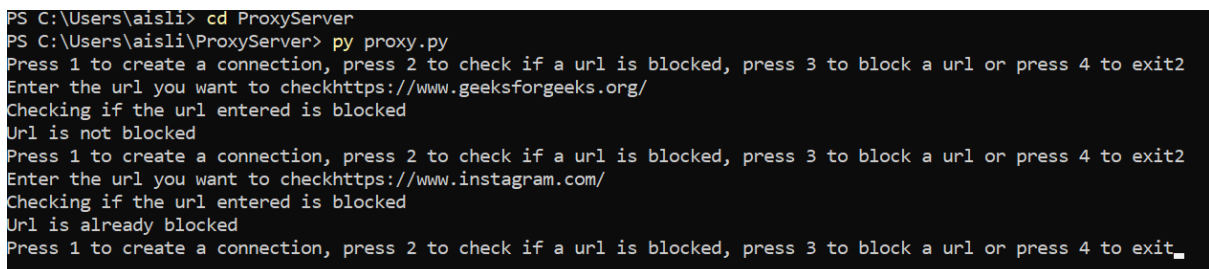 PS C:\Users\aisli> cd ProxyServer
PS C:\Users\aisli\ProxyServer> py proxy.py
Press 1 to create a connection, press 2 to check if a url is blocked, press 3 to block a url or press 4 to exit2
Enter the url you want to checkhttps://www.geeksforgeeks.org/
Checking if the url entered is blocked
Url is not blocked
Press 1 to create a connection, press 2 to check if a url is blocked, press 3 to block a url or press 4 to exit2
Enter the url you want to checkhttps://www.instagram.com/
Checking if the url entered is blocked
Url is already blocked
Press 1 to create a connection, press 2 to check if a url is blocked, press 3 to block a url or press 4 to exit